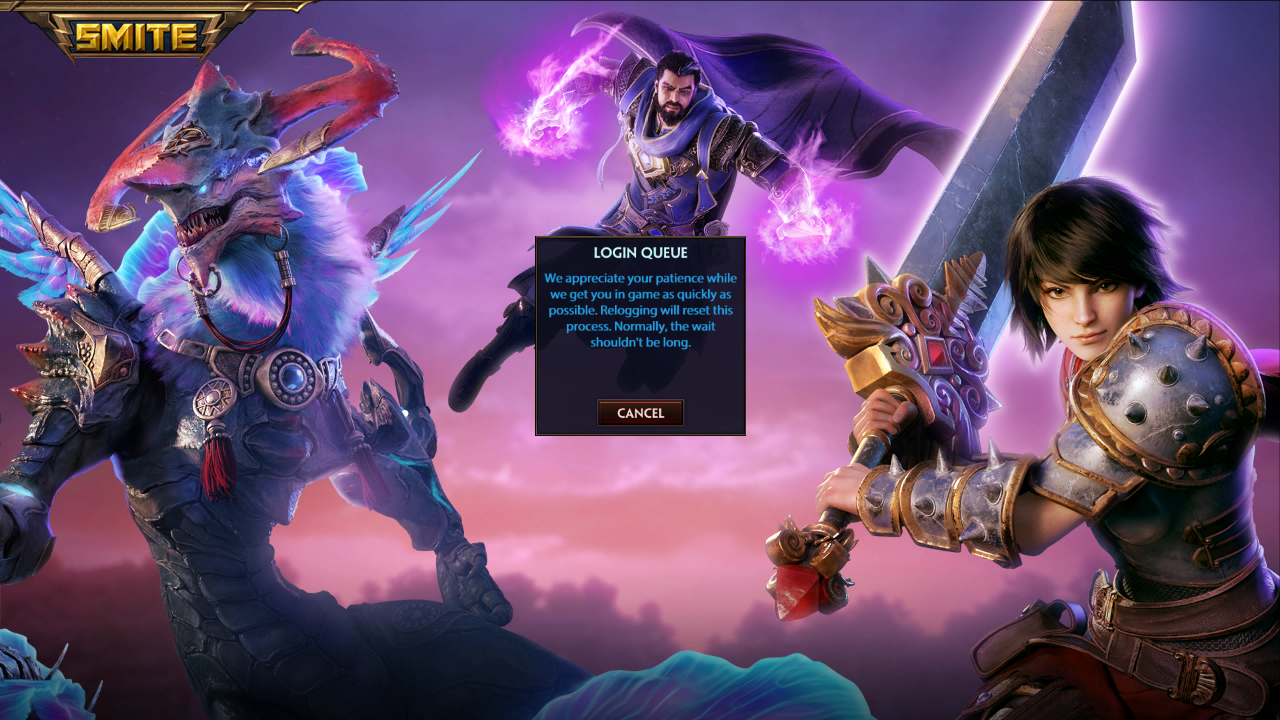 SMITE
LOGIN QUEUE
We appreciate your patience while
we get you in game as quickly as
possible. Relogging will reset this
process. Normally, the wait
shouldn't be long.
CANCEL